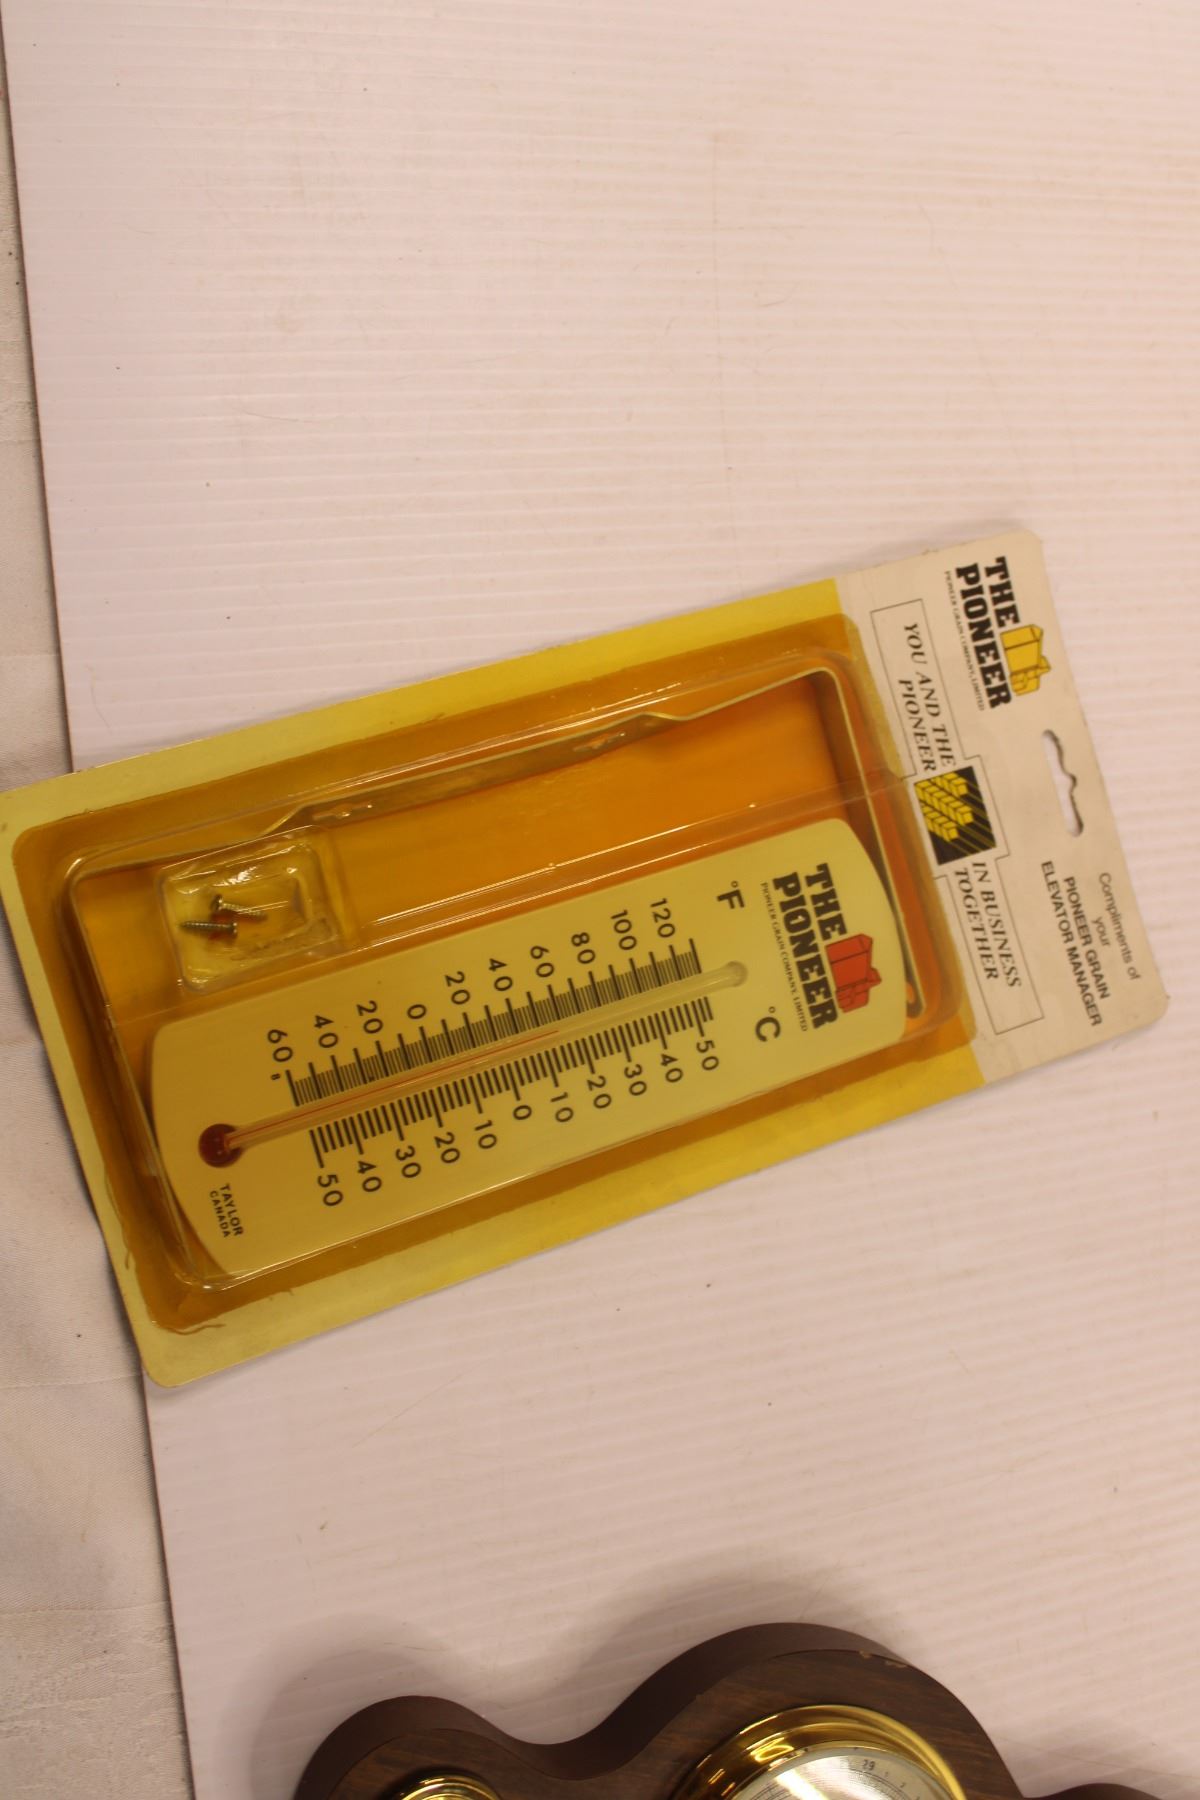 THE
PIONEER
PIONEER GRAIN COMPANY, LIMITED
YOU AND THE
PIONEER
IN BUSINESS
TOGETHER
Compliments of
your
PIONEER GRAIN
ELEVATOR MANAGER
THE
PIONEER
PIONEER GRAIN COMPANY, LIMITED
°F °C
120 50
100 40
80 30
60 20
40 10
20 0
0 10
20 20
40 30
60 40
50
TAYLOR
CANADA
29